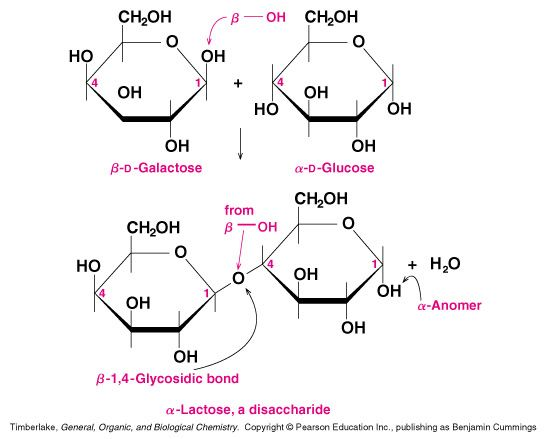 CH₂OH β — OH CH₂OH
O OH O
HO
4 OH 1 + 4 OH 1
HO OH
OH OH
β-D-Galactose α-D-Glucose
CH₂OH
from
CH₂OH β — OH O
O
HO O 4 1 + H₂O
4 OH 1 OH OH
α-Anomer
OH
OH
β-1,4-Glycosidic bond
α-Lactose, a disaccharide
Timberlake, General, Organic, and Biological Chemistry. Copyright © Pearson Education Inc., publishing as Benjamin Cummings